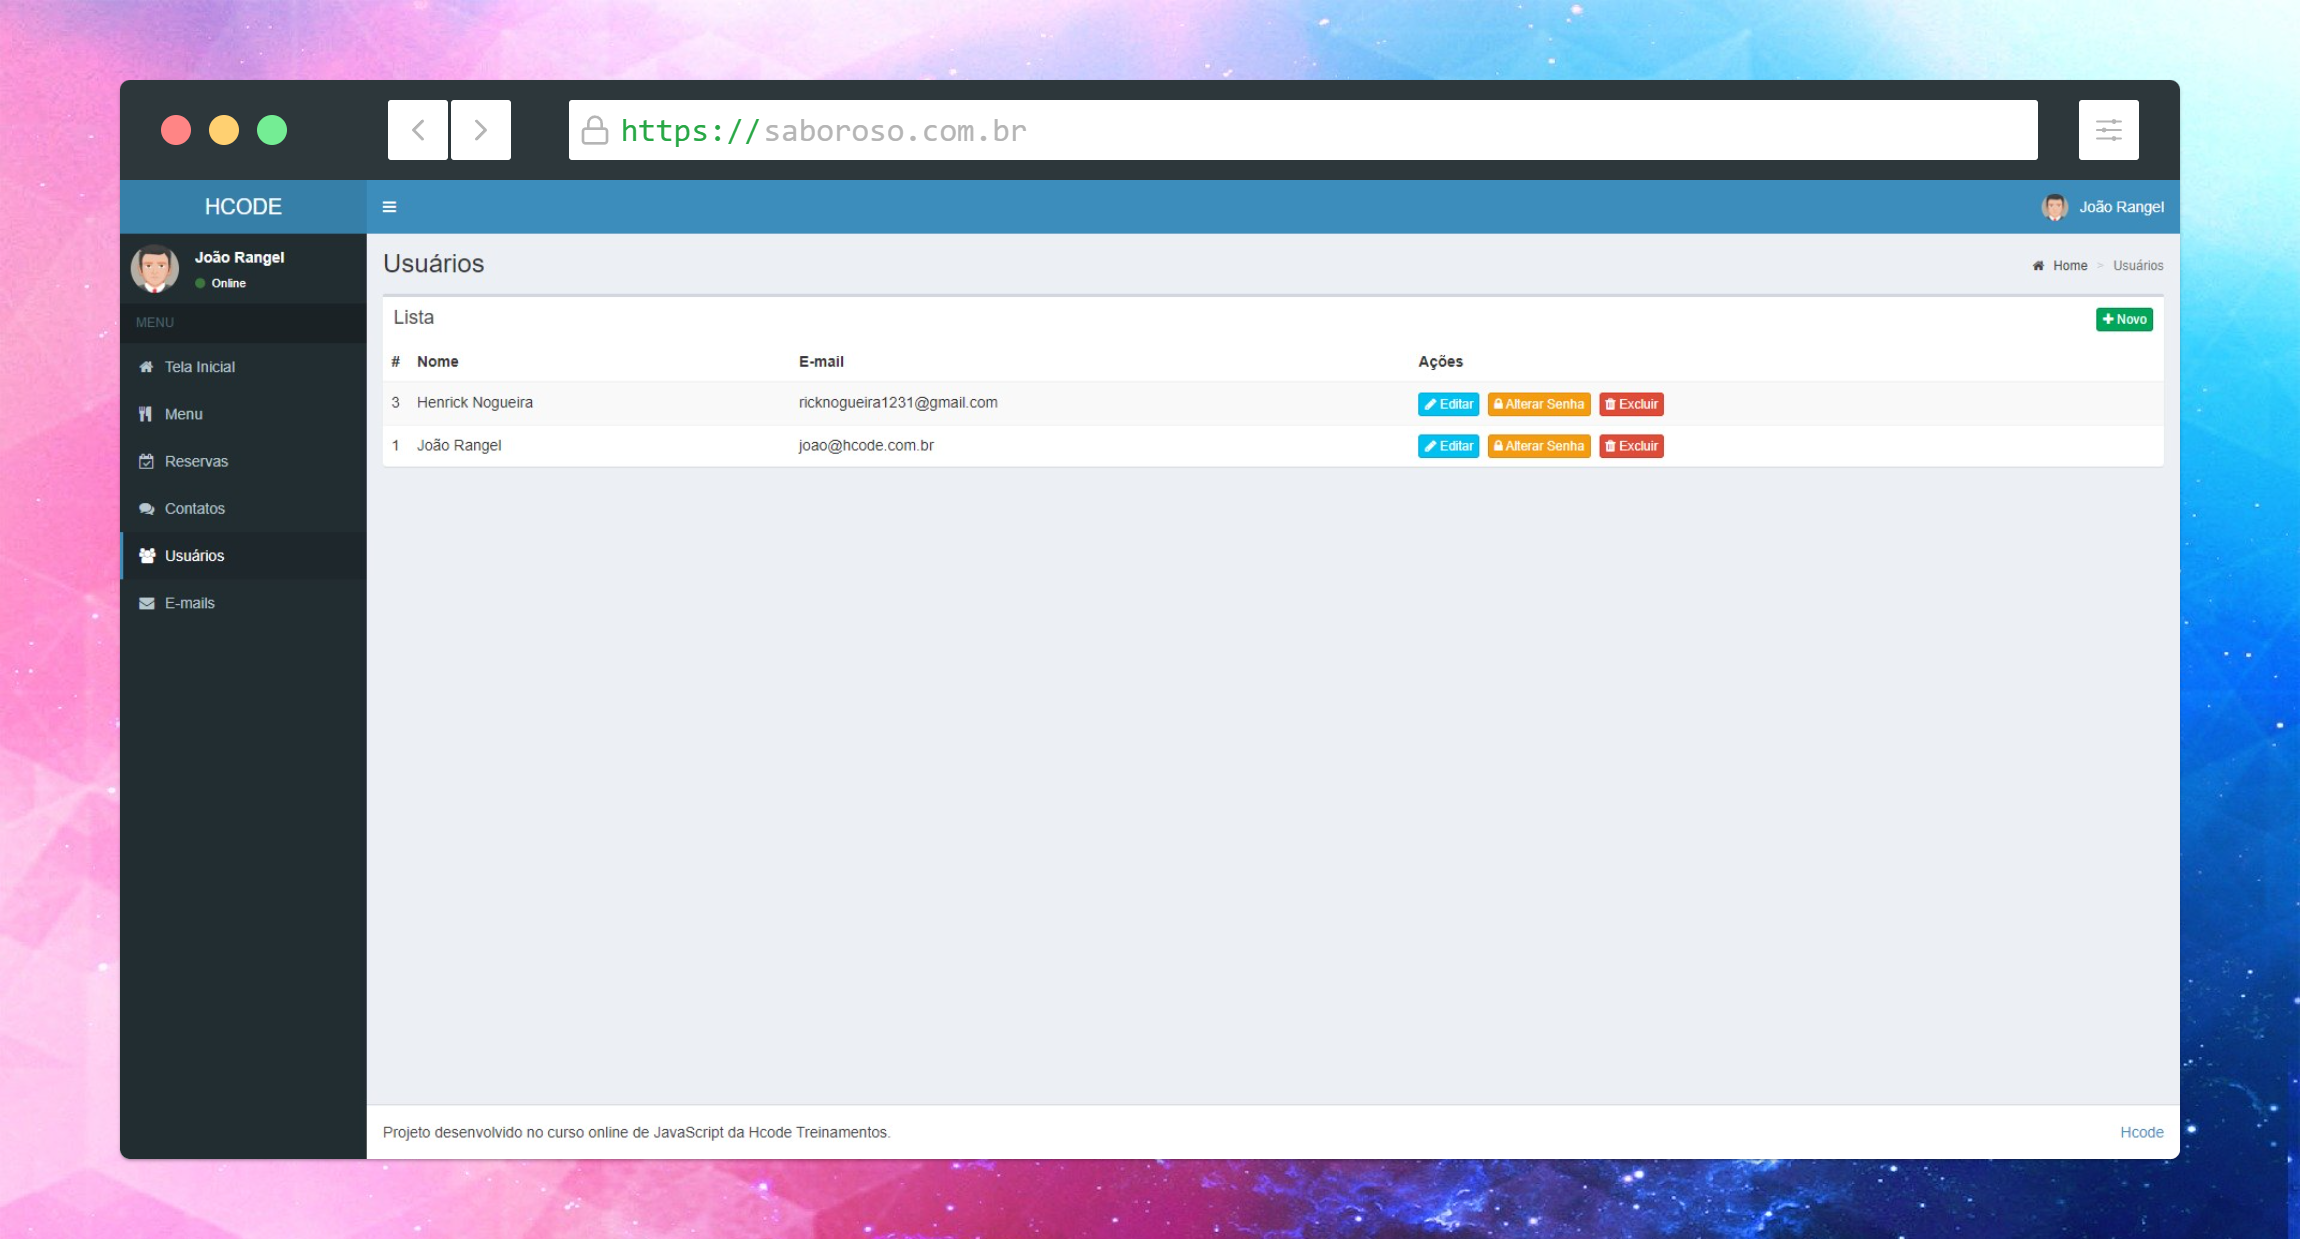 https://saboroso.com.br
HCODE
João Rangel
João Rangel
Online
MENU
Tela Inicial
Menu
Reservas
Contatos
Usuários
E-mails
Usuários
Home > Usuários
Lista
Novo
# Nome E-mail Ações
3 Henrick Nogueira ricknogueira1231@gmail.com Editar Alterar Senha Excluir
1 João Rangel joao@hcode.com.br Editar Alterar Senha Excluir
Projeto desenvolvido no curso online de JavaScript da Hcode Treinamentos.
Hcode